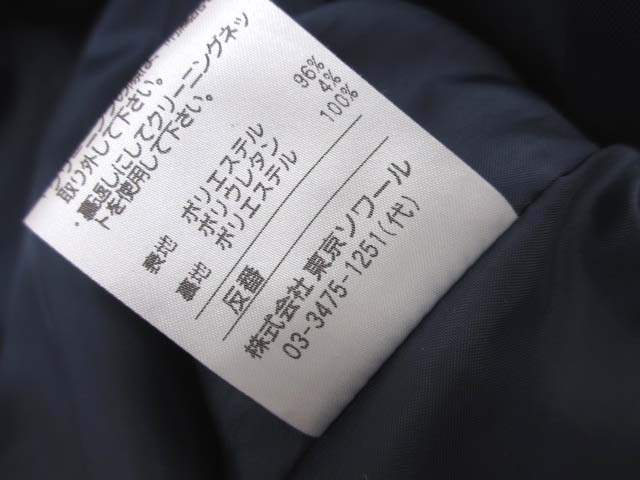 取り外して下さい。
・裏返しにしてクリーニングネッ
トを使用して下さい。
表地 ポリエステル 96%
ポリウレタン 4%
裏地 ポリエステル 100%
反番
株式会社 東京ソワール
03-3475-1251(代)